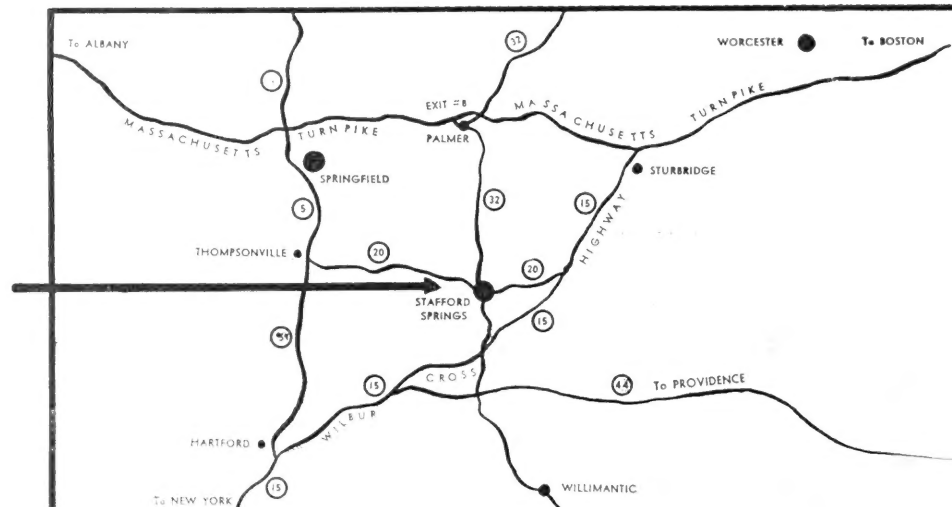 To ALBANY
32
WORCESTER
To BOSTON
EXIT #8
MASSACHUSETTS TURNPIKE
MASSACHUSETTS TURNPIKE
PALMER
SPRINGFIELD
STURBRIDGE
5
32
15
HIGHWAY
THOMPSONVILLE
20
20
STAFFORD
SPRINGS
15
15
CROSS
WILBUR
44
To PROVIDENCE
HARTFORD
15
To NEW YORK
WILLIMANTIC